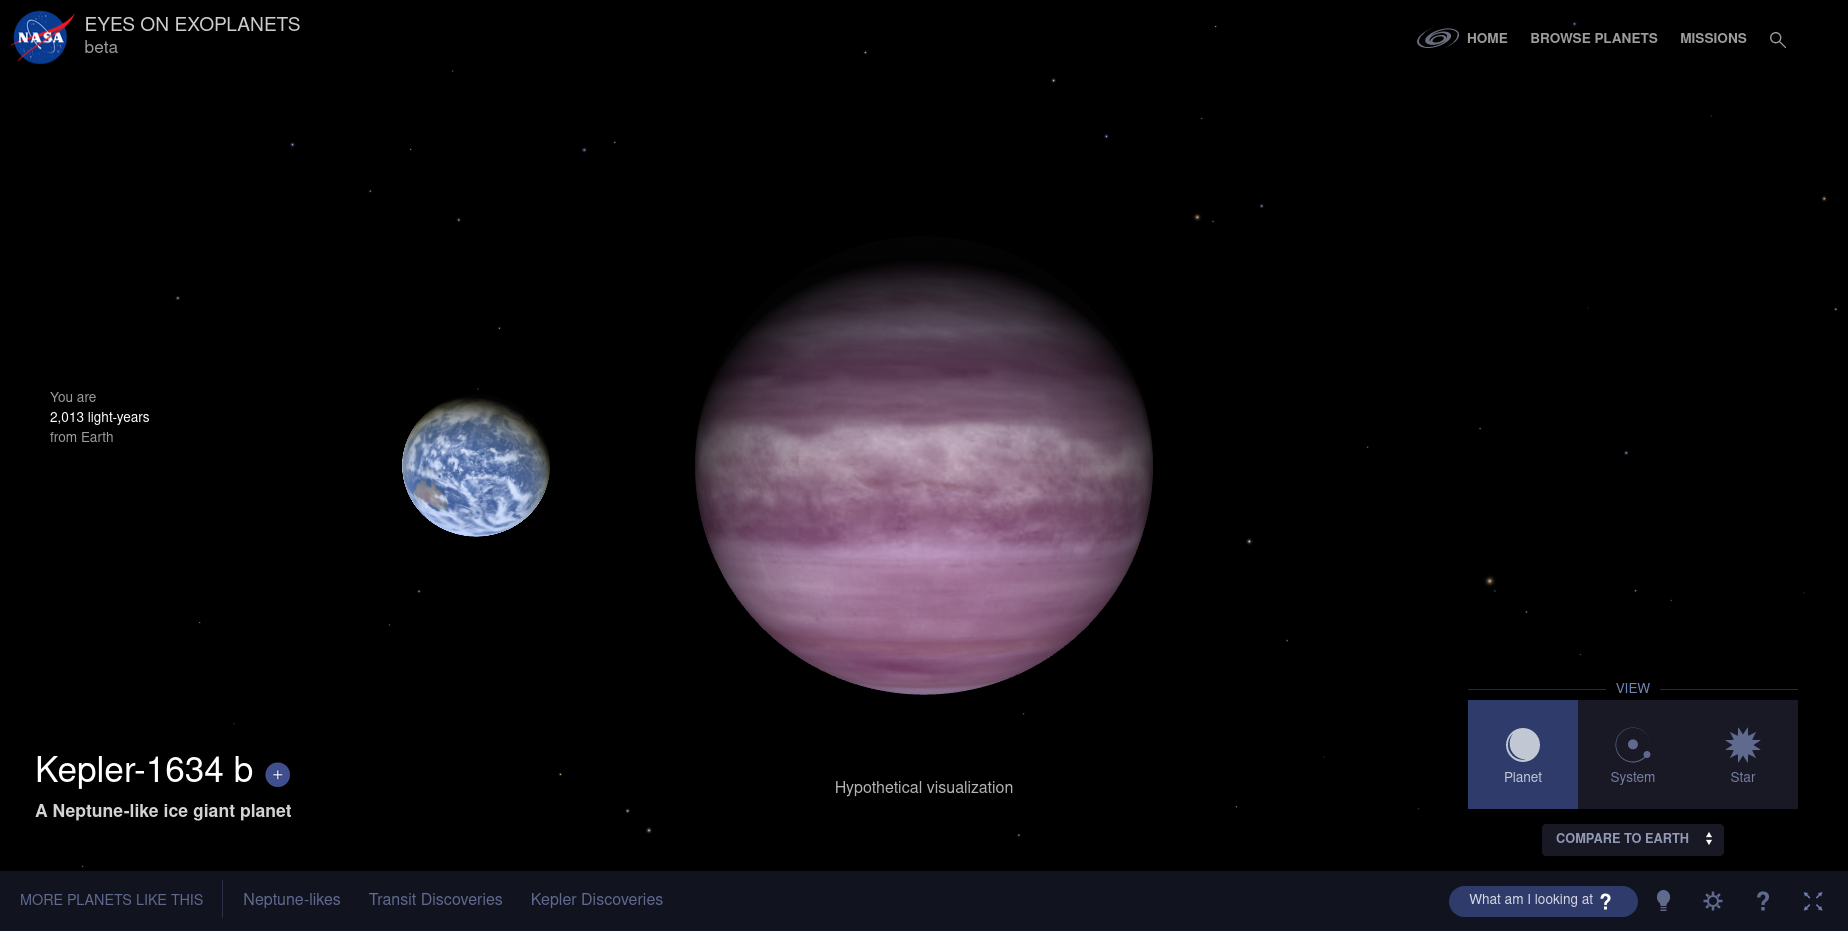 NASA
EYES ON EXOPLANETS
beta
HOME
BROWSE PLANETS
MISSIONS
You are
2,013 light-years
from Earth
Kepler-1634 b +
A Neptune-like ice giant planet
Hypothetical visualization
VIEW
Planet
System
Star
COMPARE TO EARTH
MORE PLANETS LIKE THIS
Neptune-likes
Transit Discoveries
Kepler Discoveries
What am I looking at ?
?